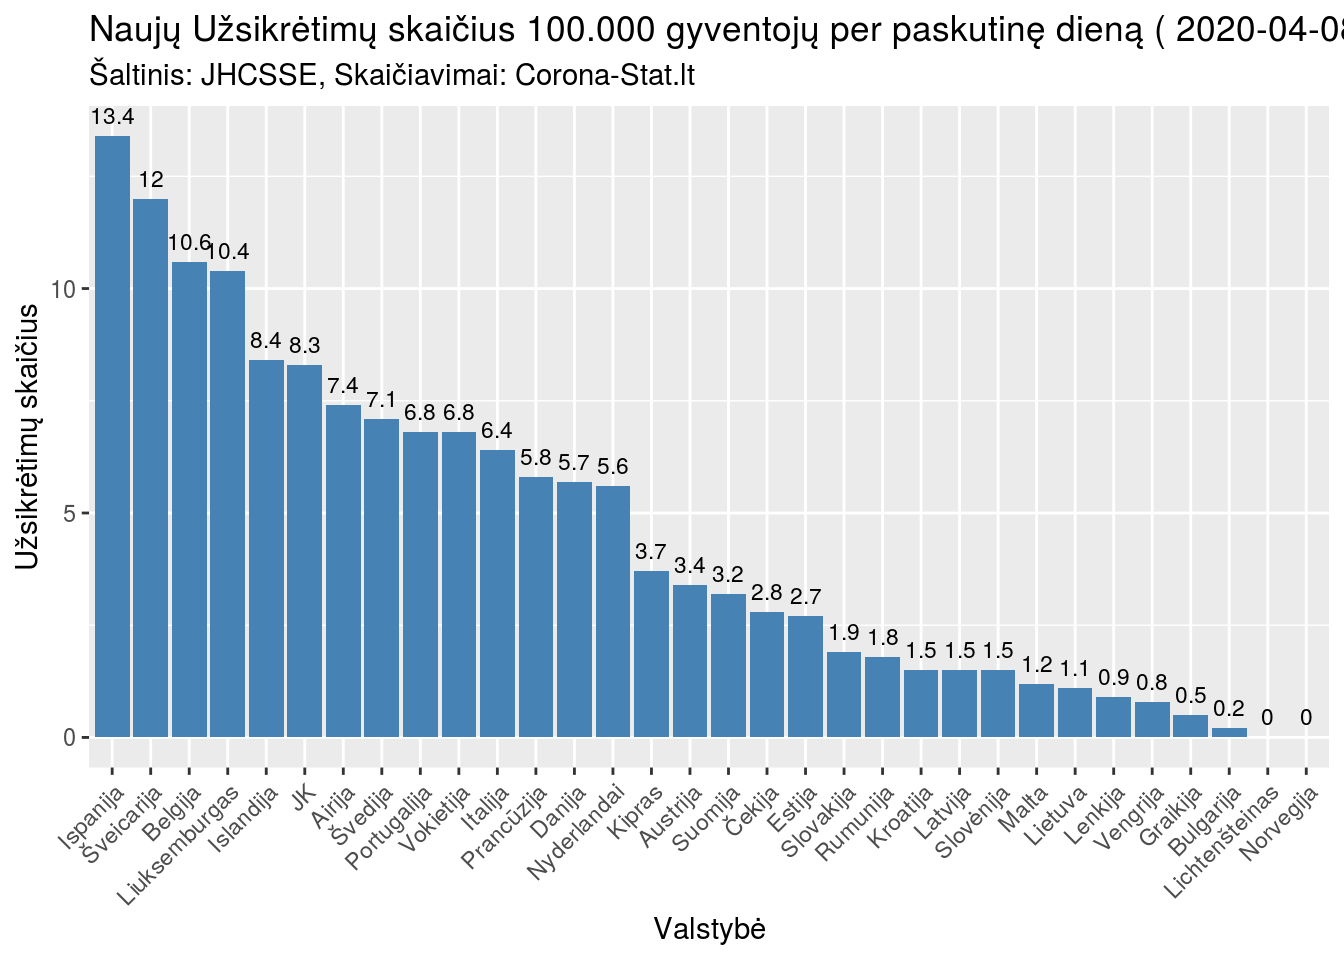 Naujų Užsikrėtimų skaičius 100.000 gyventojų per paskutinę dieną ( 2020-04-08
Šaltinis: JHCSSE, Skaičiavimai: Corona-Stat.lt
Užsikrėtimų skaičius
10
5
0
13.4
12
10.6
10.4
8.4
8.3
7.4
7.1
6.8
6.8
6.4
5.8
5.7
5.6
3.7
3.4
3.2
2.8
2.7
1.9
1.8
1.5
1.5
1.5
1.2
1.1
0.9
0.8
0.5
0.2
0
0
Ispanija
Šveicarija
Belgija
Liuksemburgas
Islandija
JK
Airija
Švedija
Portugalija
Vokietija
Italija
Prancūzija
Danija
Nyderlandai
Kipras
Austrija
Suomija
Čekija
Estija
Slovakija
Rumunija
Kroatija
Latvija
Slovėnija
Malta
Lietuva
Lenkija
Vengrija
Graikija
Bulgarija
Lichtenšteinas
Norvegija
Valstybė